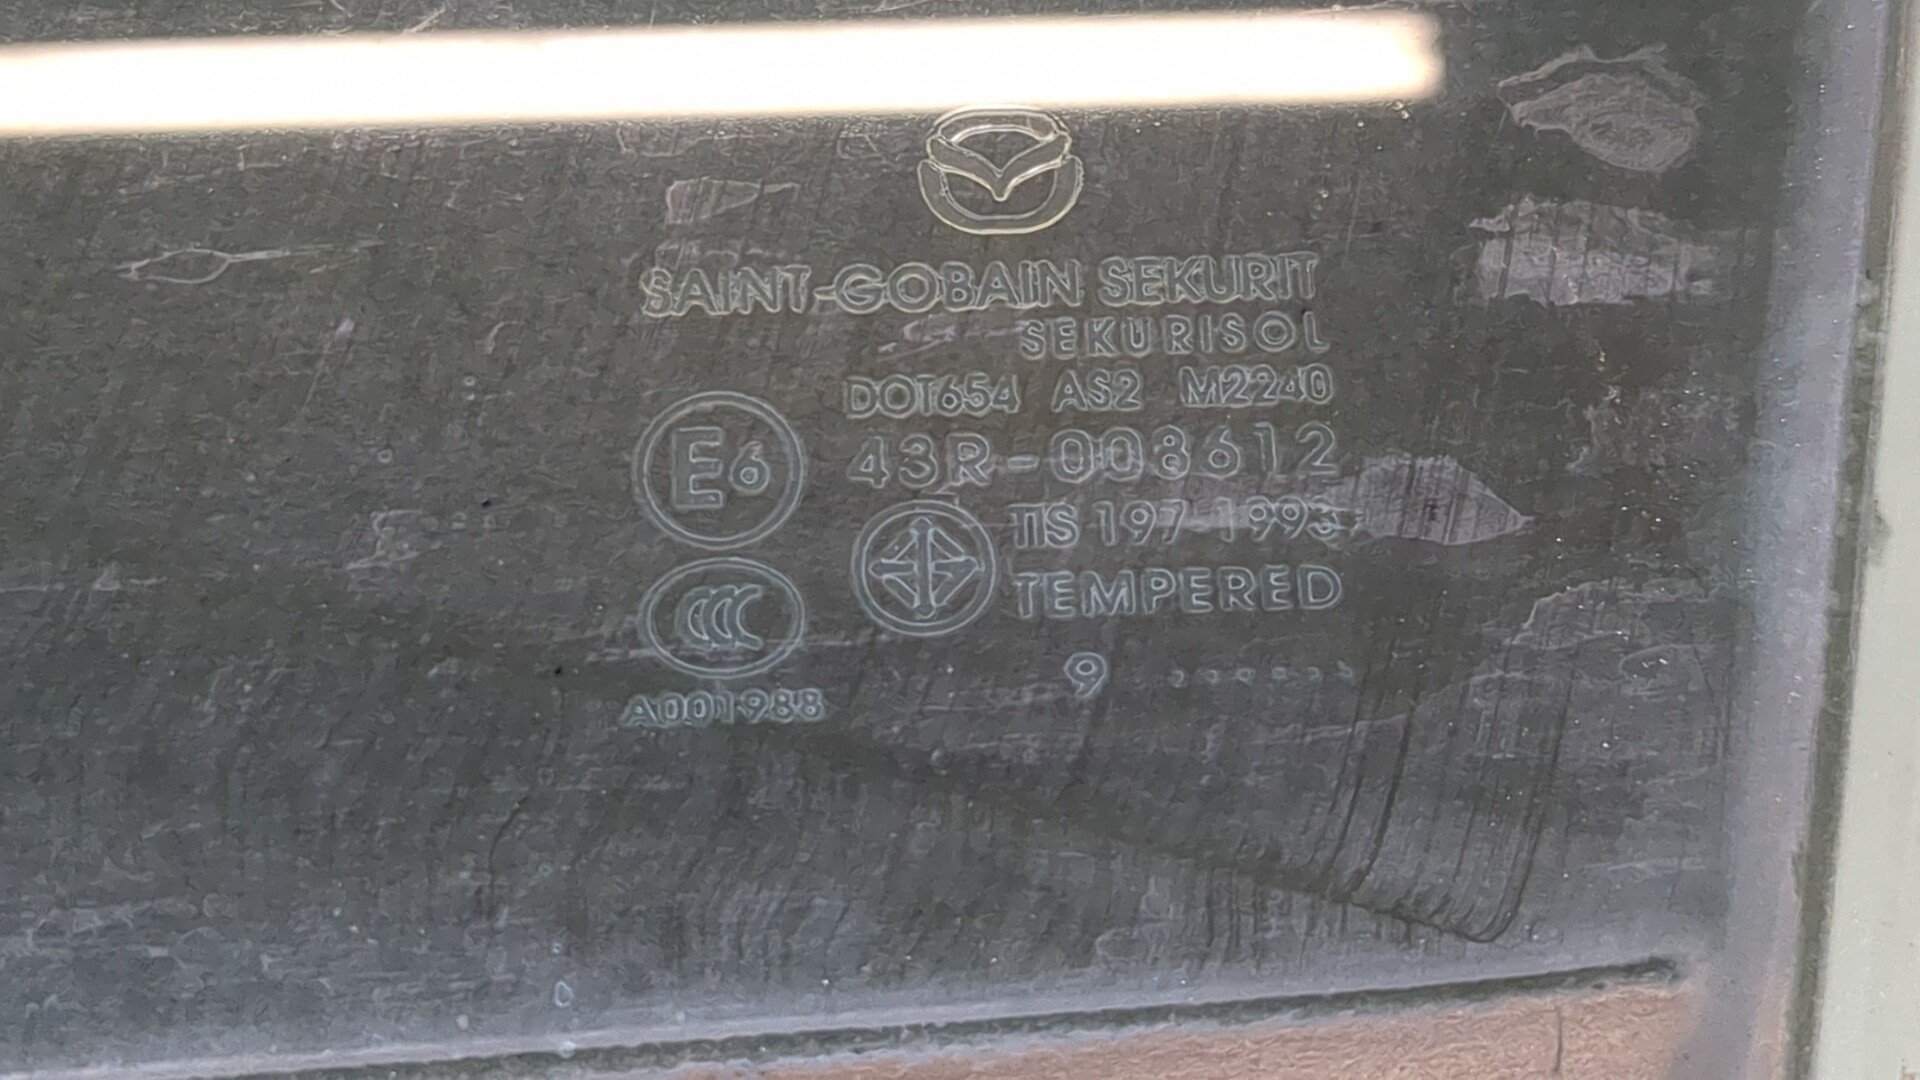 SAINT-GOBAIN SEKURIT
SEKURISOL
DOT654 AS2 M2240
E6 43R-008612
TIS 197-1993
TEMPERED
CCC
A001988
9 ......